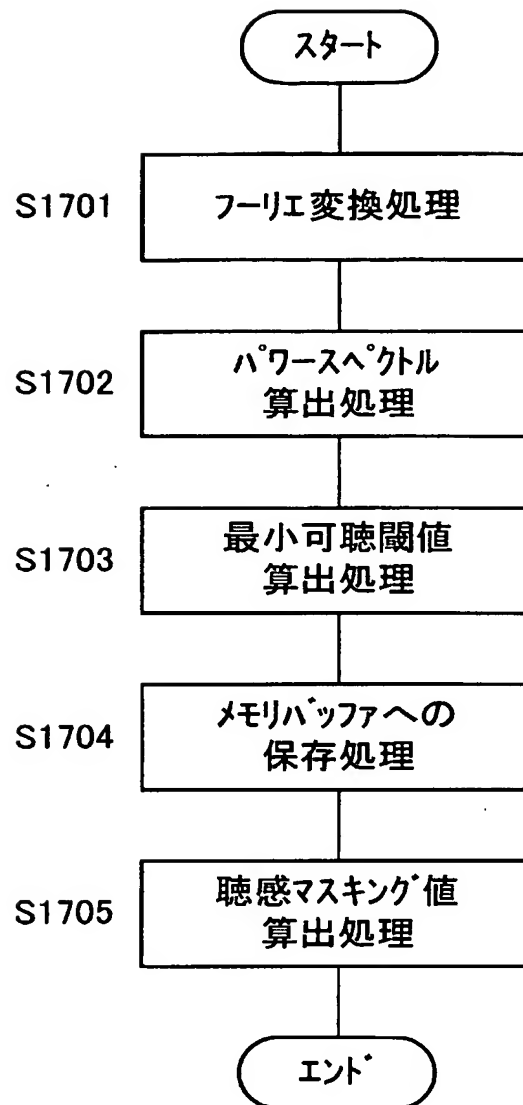 スタート
S1701
フーリエ変換処理
S1702
パワースペクトル
算出処理
S1703
最小可聴閾値
算出処理
S1704
メモリバッファへの
保存処理
S1705
聴感マスキング値
算出処理
エンド